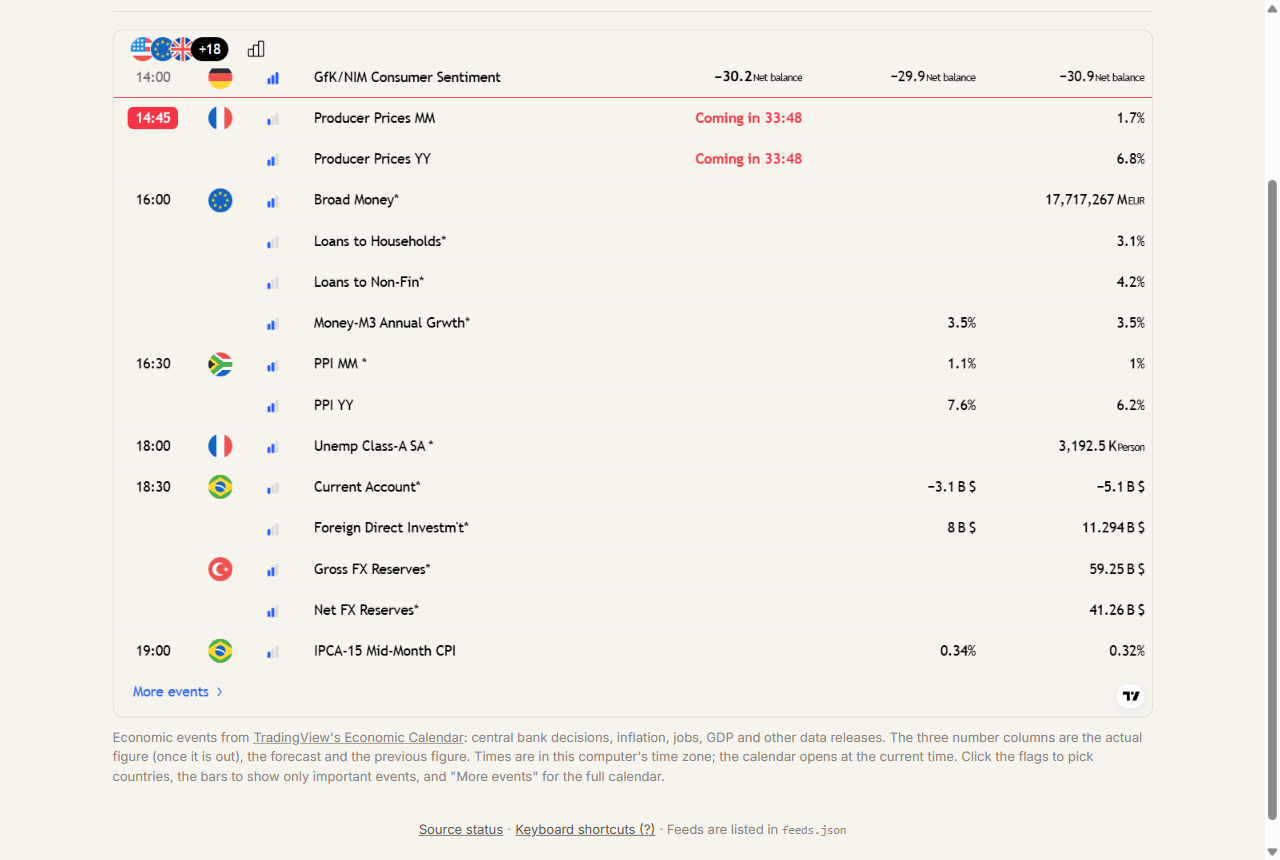 +18
14:00 GfK/NIM Consumer Sentiment −30.2 Net balance −29.9 Net balance −30.9 Net balance
14:45 Producer Prices MM Coming in 33:48 1.7%
Producer Prices YY Coming in 33:48 6.8%
16:00 Broad Money* 17,717,267 M EUR
Loans to Households* 3.1%
Loans to Non-Fin* 4.2%
Money-M3 Annual Grwth* 3.5% 3.5%
16:30 PPI MM * 1.1% 1%
PPI YY 7.6% 6.2%
18:00 Unemp Class-A SA * 3,192.5 K Person
18:30 Current Account* −3.1 B $ −5.1 B $
Foreign Direct Investm't* 8 B $ 11.294 B $
Gross FX Reserves* 59.25 B $
Net FX Reserves* 41.26 B $
19:00 IPCA-15 Mid-Month CPI 0.34% 0.32%
More events
Economic events from TradingView's Economic Calendar: central bank decisions, inflation, jobs, GDP and other data releases. The three number columns are the actual
figure (once it is out), the forecast and the previous figure. Times are in this computer's time zone; the calendar opens at the current time. Click the flags to pick
countries, the bars to show only important events, and "More events" for the full calendar.
Source status · Keyboard shortcuts (?) · Feeds are listed in feeds.json